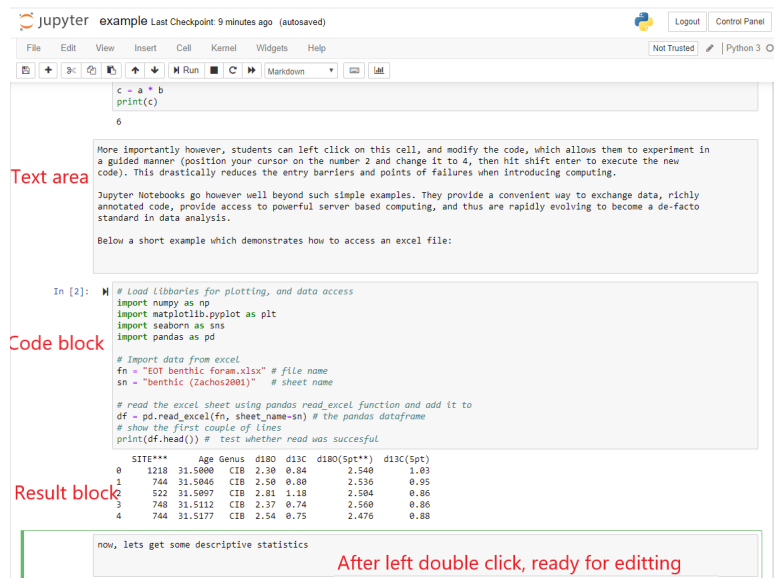 jupyter example Last Checkpoint: 9 minutes ago (autosaved) Logout Control Panel
File Edit View Insert Cell Kernel Widgets Help Not Trusted Python 3
Run Markdown
c = a * b
print(c)
6
More importantly however, students can left click on this cell, and modify the code, which allows them to experiment in
a guided manner (position your cursor on the number 2 and change it to 4, then hit shift enter to execute the new
code). This drastically reduces the entry barriers and points of failures when introducing computing.
Text area
Jupyter Notebooks go however well beyond such simple examples. They provide a convenient way to exchange data, richly
annotated code, provide access to powerful server based computing, and thus are rapidly evolving to become a de-facto
standard in data analysis.
Below a short example which demonstrates how to access an excel file:
In [2]: # Load libbaries for plotting, and data access
import numpy as np
import matplotlib.pyplot as plt
import seaborn as sns
import pandas as pd
Code block
# Import data from excel
fn = "EOT benthic foram.xlsx" # file name
sn = "benthic (Zachos2001)" # sheet name
# read the excel sheet using pandas read_excel function and add it to
df = pd.read_excel(fn, sheet_name=sn) # the pandas dataframe
# show the first couple of lines
print(df.head()) # test whether read was succesful
SITE*** Age Genus d18O d13C d18O(5pt**) d13C(5pt)
0 1218 31.5000 CIB 2.30 0.84 2.540 1.03
1 744 31.5046 CIB 2.50 0.80 2.536 0.95
Result block
2 522 31.5097 CIB 2.81 1.18 2.504 0.86
3 748 31.5112 CIB 2.37 0.74 2.560 0.86
4 744 31.5177 CIB 2.54 0.75 2.476 0.88
now, lets get some descriptive statistics
After left double click, ready for editting